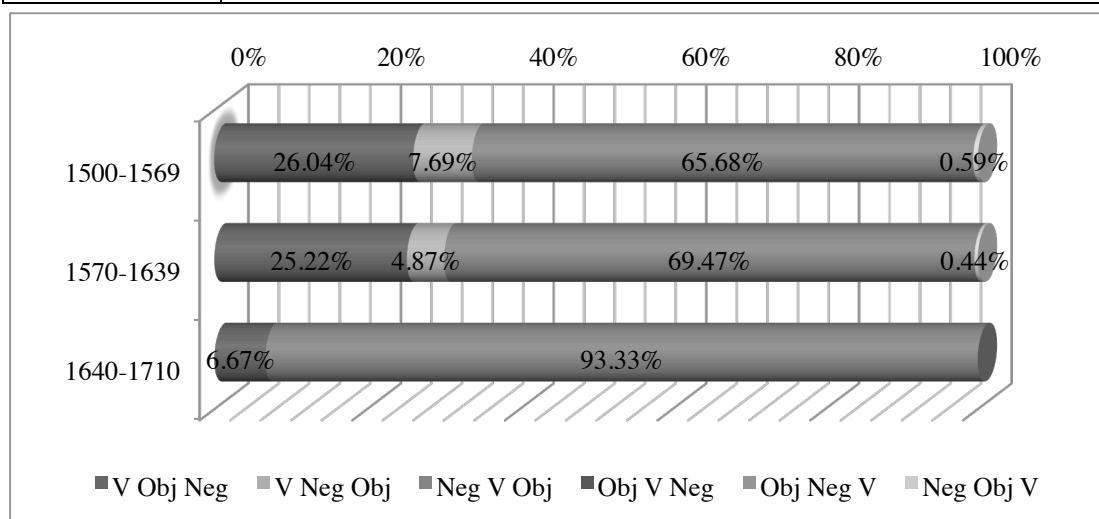 0% 20% 40% 60% 80% 100%
1500-1569 26.04% 7.69% 65.68% 0.59%
1570-1639 25.22% 4.87% 69.47% 0.44%
1640-1710 6.67% 93.33%
V Obj Neg V Neg Obj Neg V Obj Obj V Neg Obj Neg V Neg Obj V